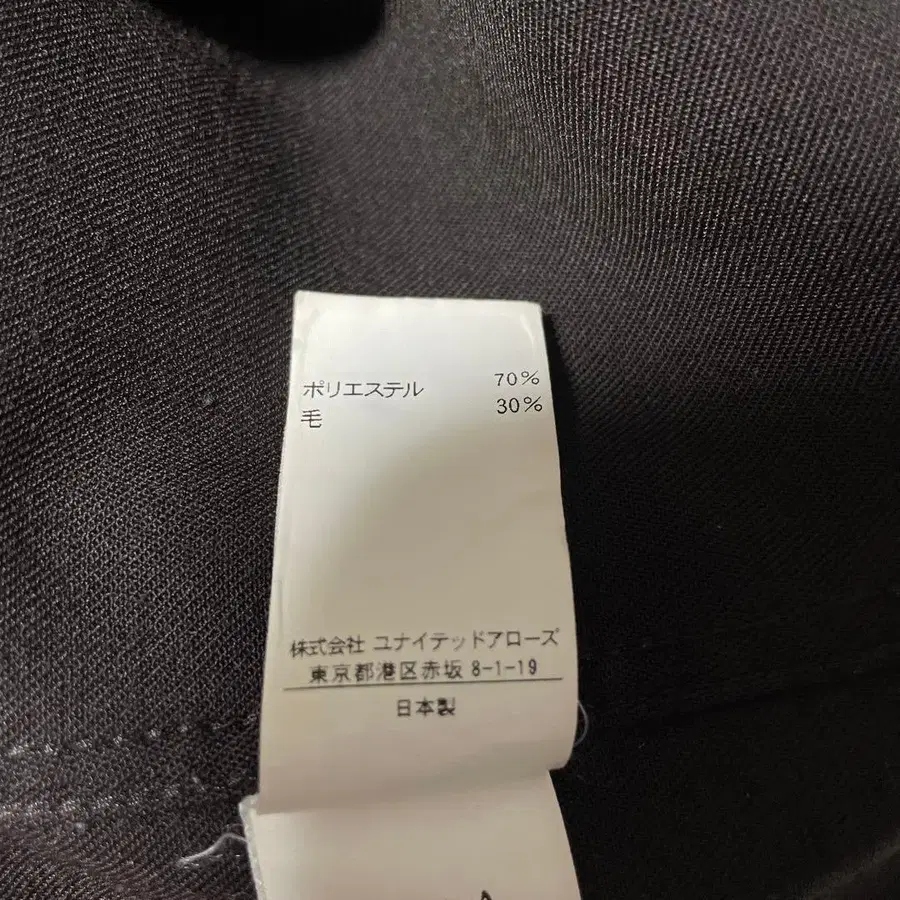 ポリエステル 70%
毛 30%
株式会社 ユナイテッドアローズ
東京都港区赤坂 8-1-19
日本製